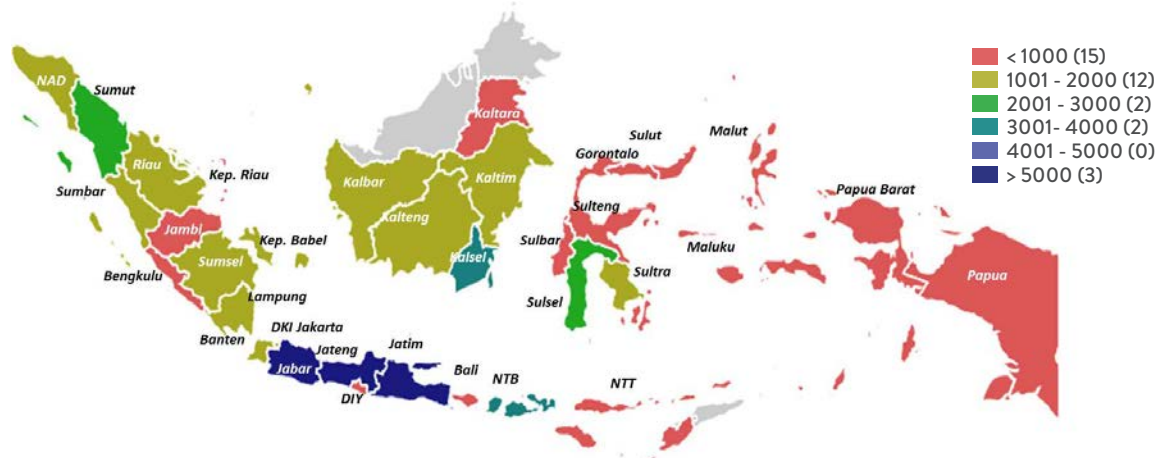 NAD
Sumut
Riau
Kep. Riau
Sumbar
Jambi
Kep. Babel
Sumsel
Bengkulu
Lampung
Banten
DKI Jakarta
Jabar
Jateng
DIY
Jatim
Bali
NTB
NTT
Kalbar
Kalteng
Kalsel
Kaltim
Kaltara
Sulut
Gorontalo
Sulteng
Sulbar
Sulsel
Sultra
Malut
Maluku
Papua Barat
Papua
< 1000 (15)
1001 - 2000 (12)
2001 - 3000 (2)
3001- 4000 (2)
4001 - 5000 (0)
> 5000 (3)